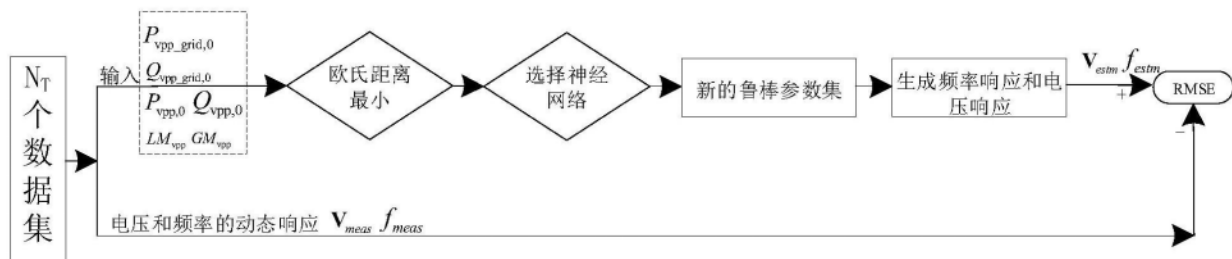 N_T个数据集
输入
P_vpp_grid,0
Q_vpp_grid,0
P_vpp,0 Q_vpp,0
LM_vpp GM_vpp
欧氏距离
最小
选择神经
网络
新的鲁棒参数集
生成频率响应和电
压响应
V_estm f_estm
+
RMSE
−
电压和频率的动态响应 V_meas f_meas